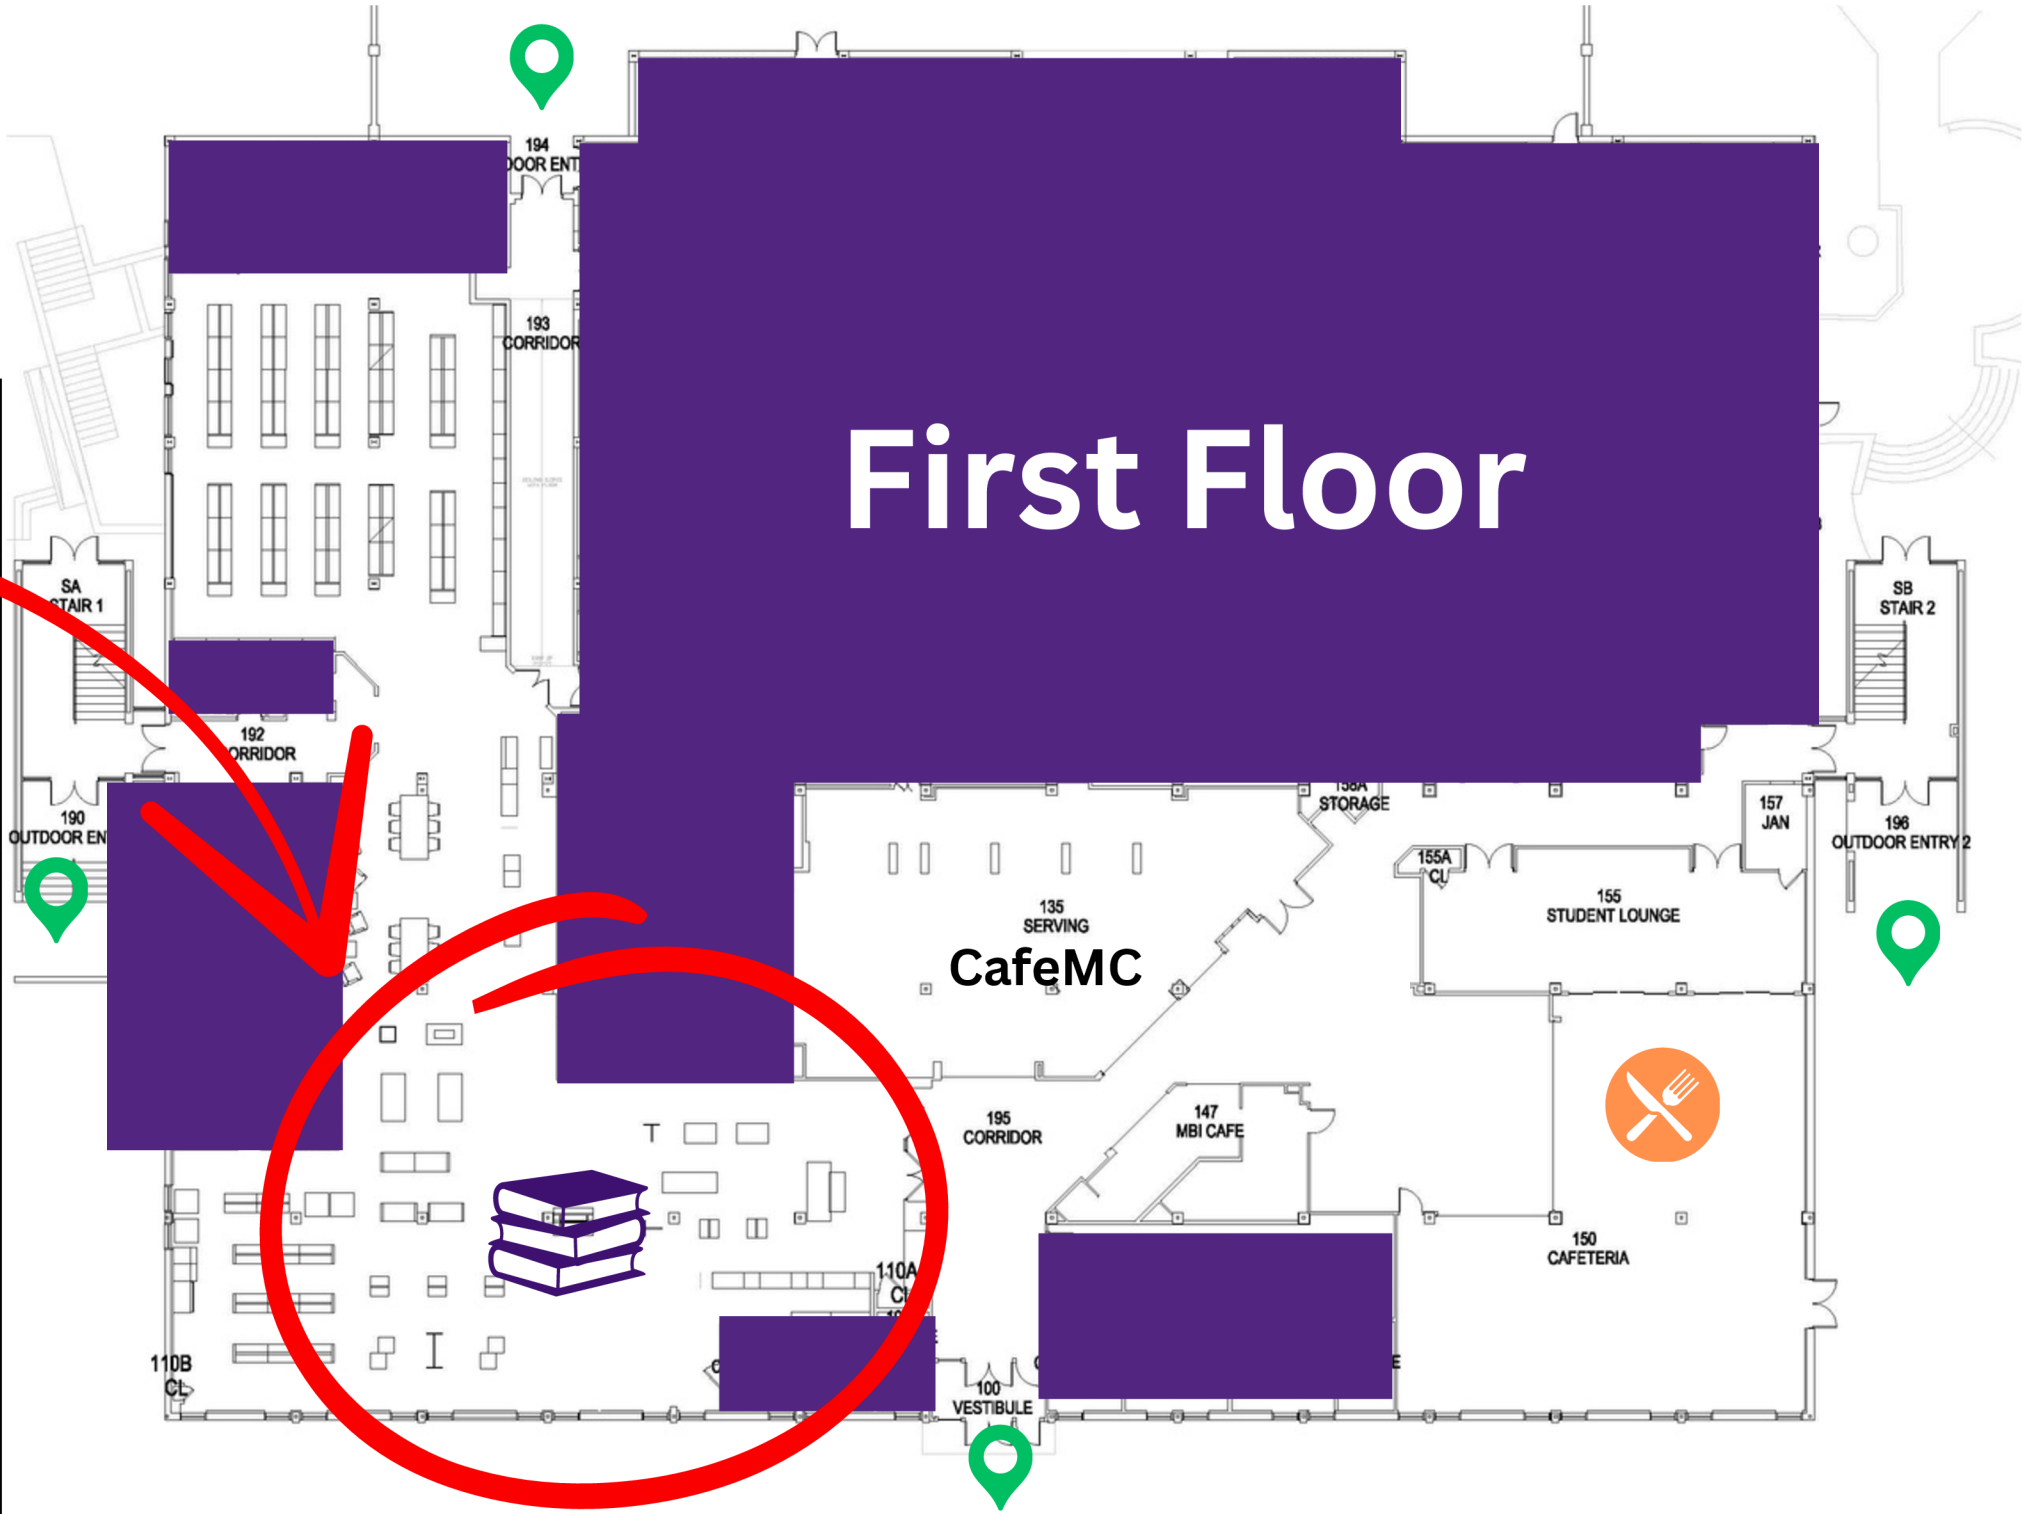 194
DOOR ENT
193
CORRIDOR
First Floor
SA
STAIR 1
SB
STAIR 2
192
ORRIDOR
158A
STORAGE
157
JAN
190
OUTDOOR EN
196
OUTDOOR ENTRY 2
155A
CL
155
STUDENT LOUNGE
135
SERVING
CafeMC
195
CORRIDOR
147
MBI CAFE
150
CAFETERIA
110A
110B
CL
100
VESTIBULE